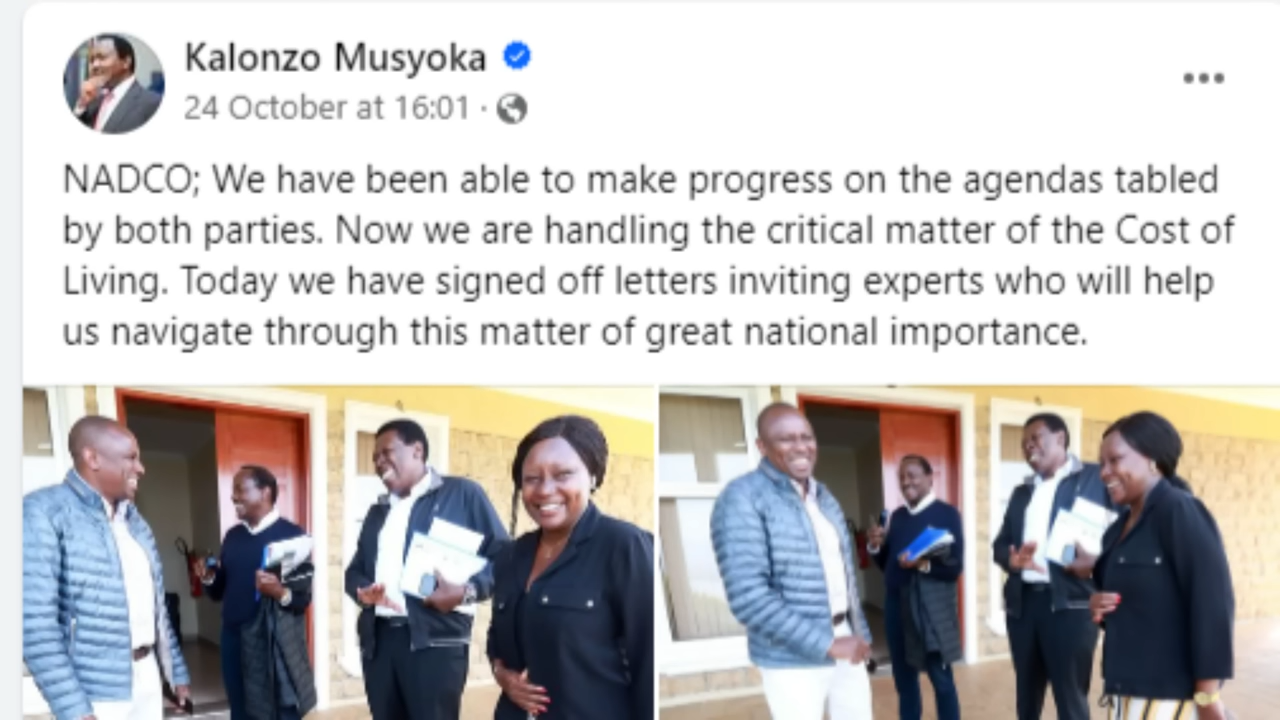 Kalonzo Musyoka
24 October at 16:01 ·
NADCO; We have been able to make progress on the agendas tabled
by both parties. Now we are handling the critical matter of the Cost of
Living. Today we have signed off letters inviting experts who will help
us navigate through this matter of great national importance.